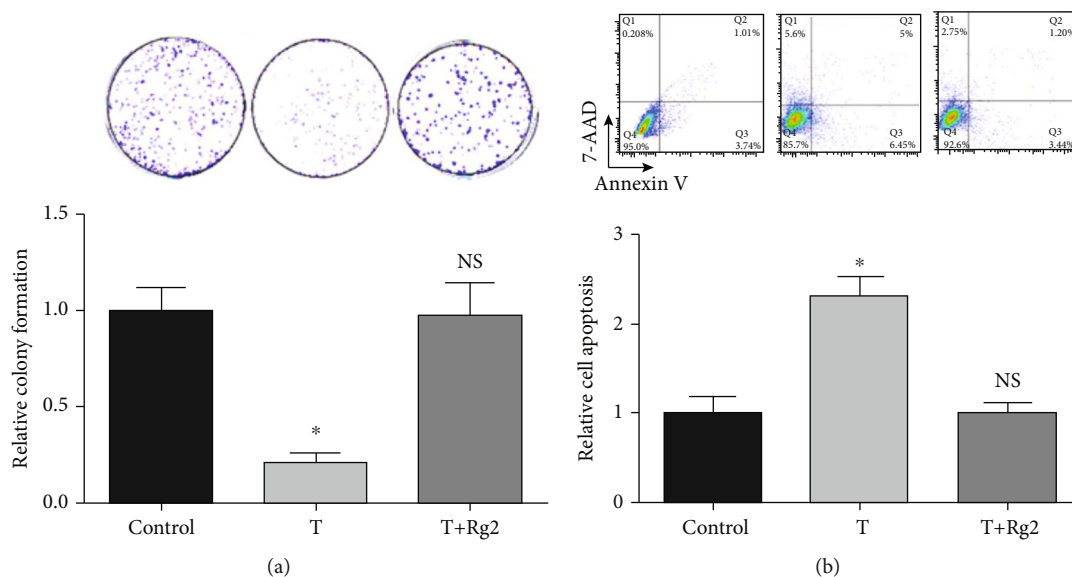 Q1
0.208%
Q2
1.01%
Q4
95.0%
Q3
3.74%
Q1
5.6%
Q2
5%
Q4
85.7%
Q3
6.45%
Q1
2.75%
Q2
1.20%
Q4
92.6%
Q3
3.44%
7-AAD
Annexin V
Relative colony formation
1.5
1.0
0.5
0.0
*
NS
Control
T
T+Rg2
(a)
Relative cell apoptosis
3
2
1
0
*
NS
Control
T
T+Rg2
(b)